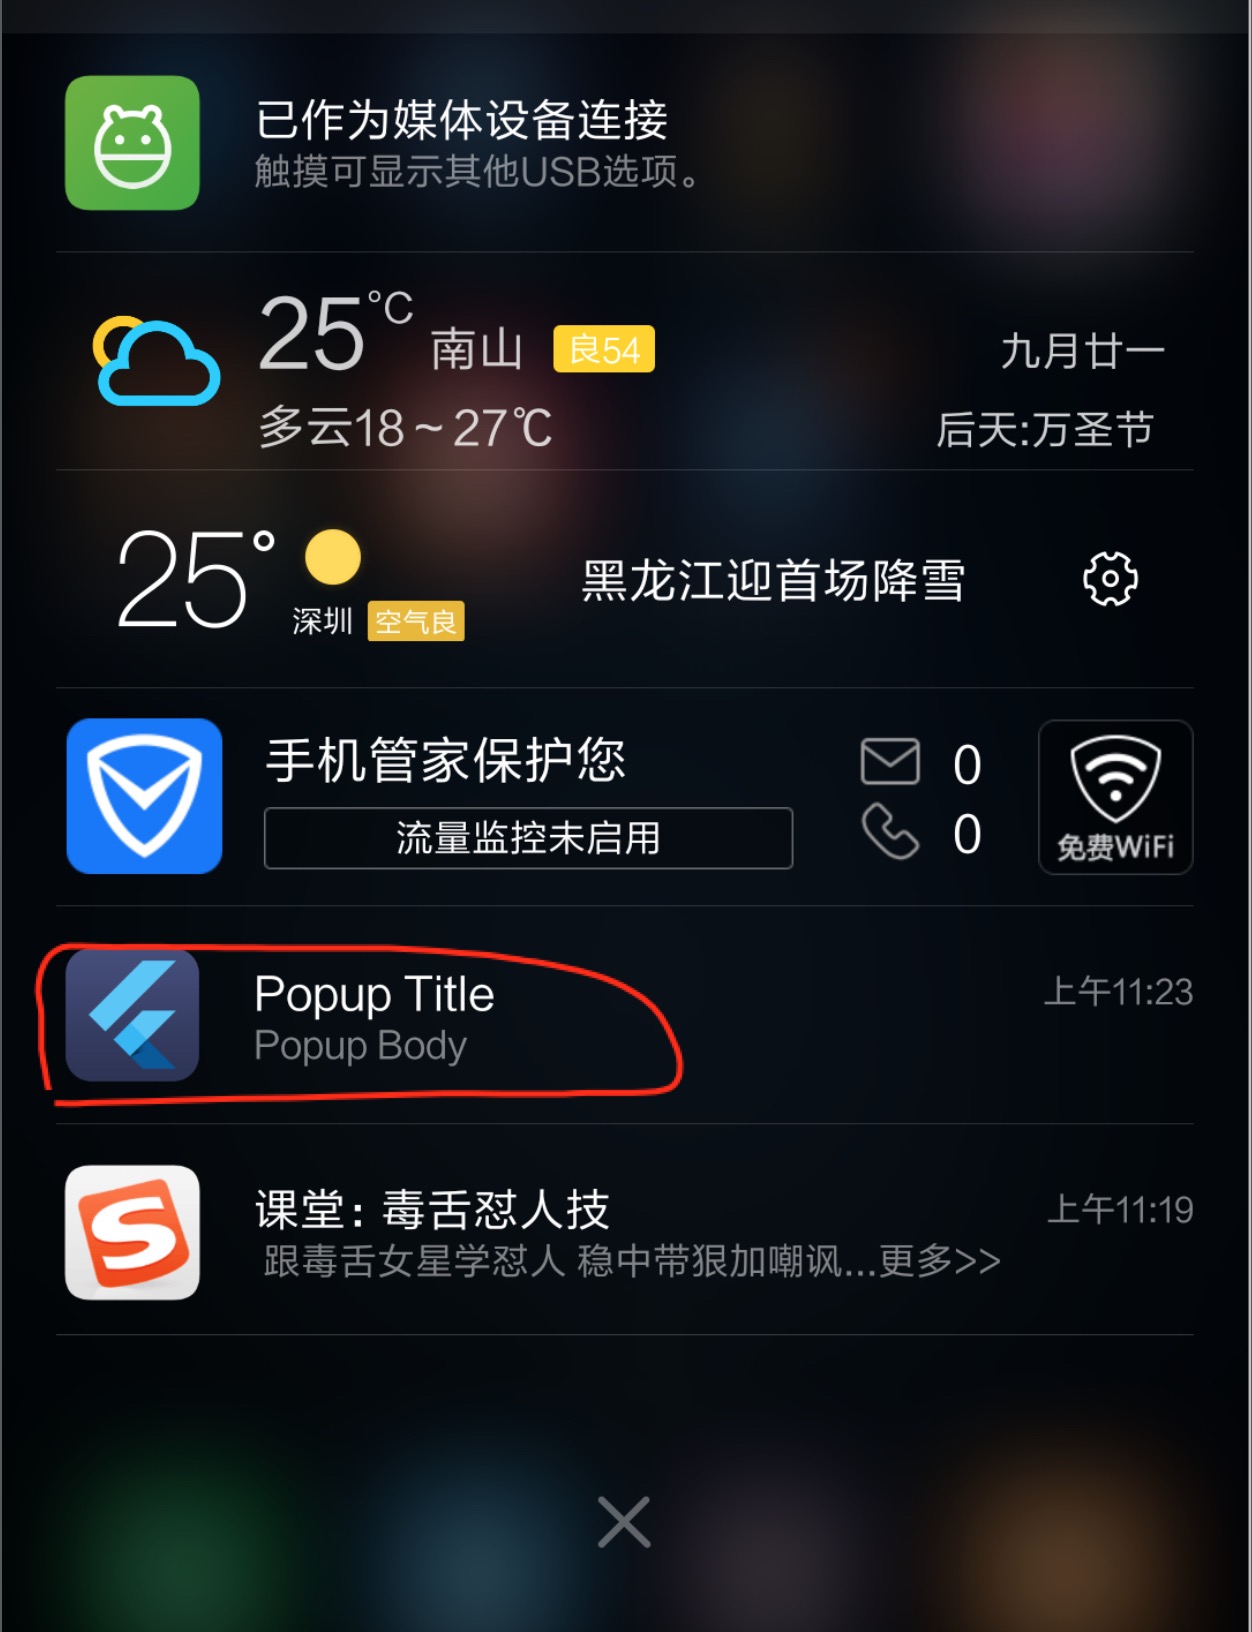 已作为媒体设备连接
触摸可显示其他USB选项。
25℃ 南山 良54 九月廿一
多云18～27℃ 后天:万圣节
25° 黑龙江迎首场降雪
深圳 空气良
手机管家保护您 0
流量监控未启用 0 免费WiFi
Popup Title 上午11:23
Popup Body
课堂：毒舌怼人技 上午11:19
跟毒舌女星学怼人 稳中带狠加嘲讽...更多>>